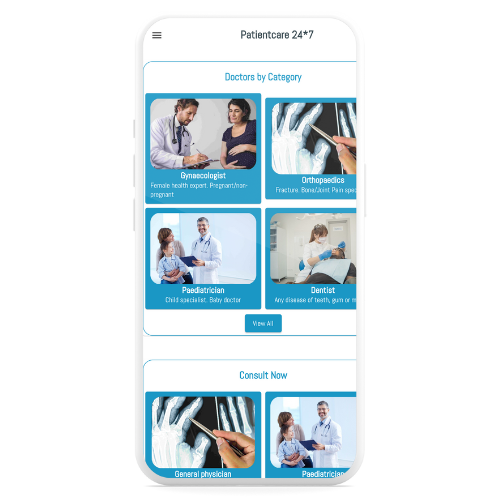 Patientcare 24*7
Doctors by Category
Gynaecologist
Female health expert. Pregnant/non-
pregnant
Orthopaedics
Fracture. Bone/Joint Pain spec
Paediatrician
Child specialist. Baby doctor
Dentist
Any disease of teeth, gum or m
View All
Consult Now
General physician
Paediatrician